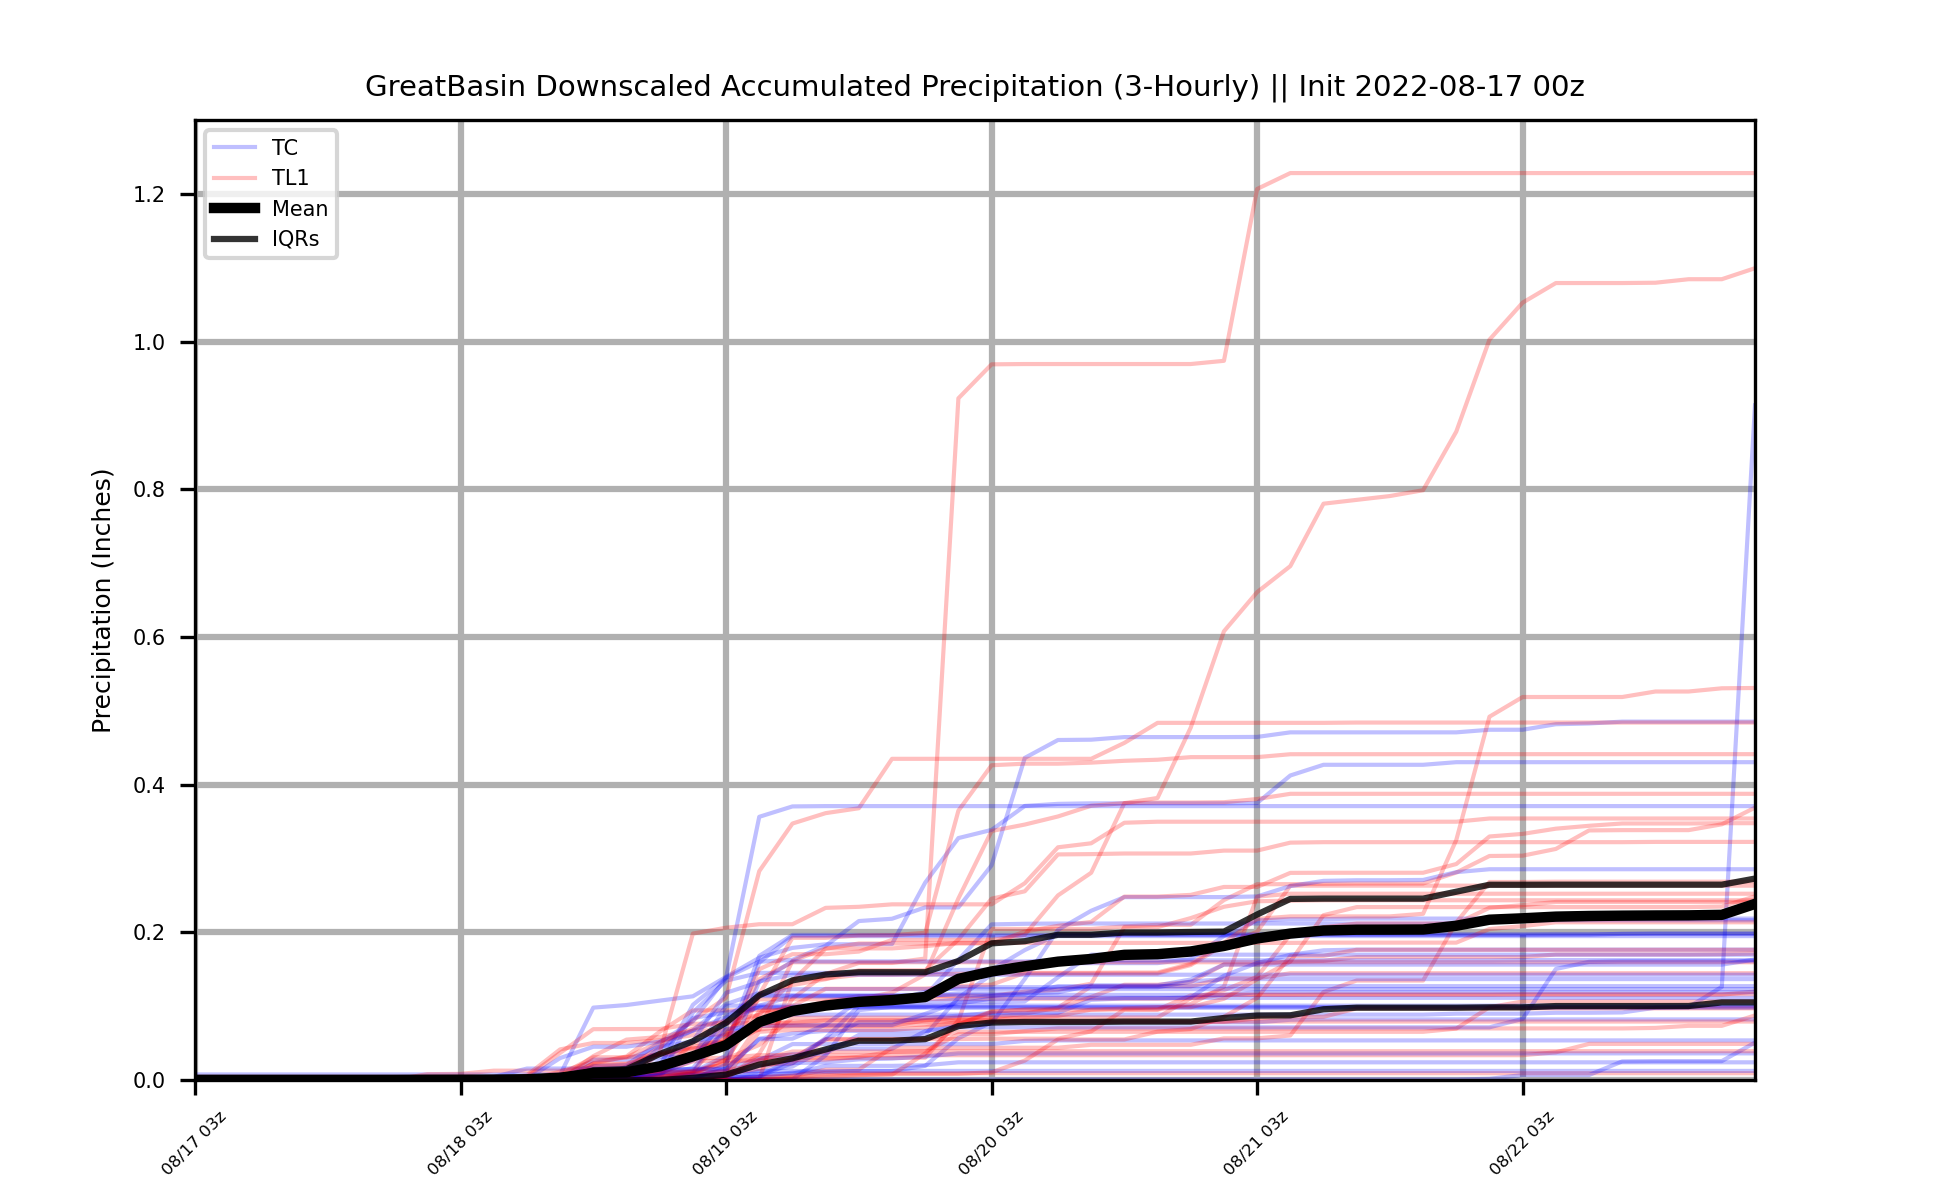 GreatBasin Downscaled Accumulated Precipitation (3-Hourly) || Init 2022-08-17 00z
TC
TL1
Mean
IQRs
Precipitation (Inches)
1.2
1.0
0.8
0.6
0.4
0.2
0.0
08/17 03z
08/18 03z
08/19 03z
08/20 03z
08/21 03z
08/22 03z